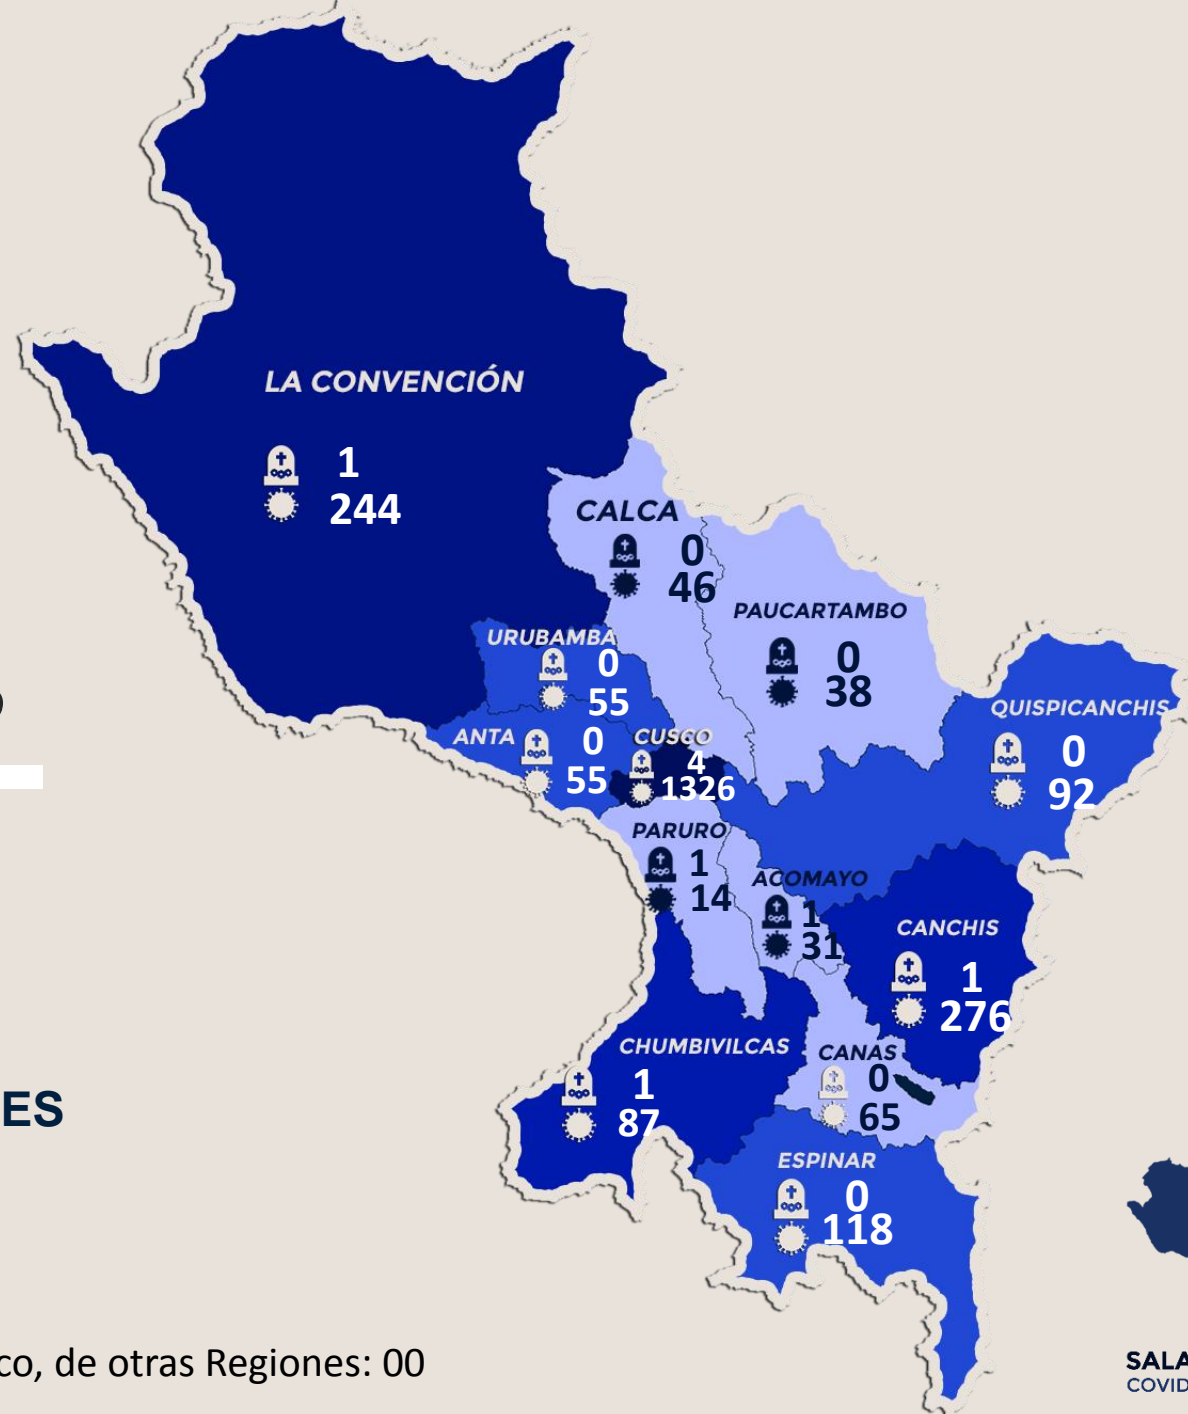 LA CONVENCIÓN
1
244
CALCA
0
46
PAUCARTAMBO
0
38
URUBAMBA
0
55
ANTA
0
55
CUSCO
4
1326
QUISPICANCHIS
0
92
PARURO
1
14
ACOMAYO
1
31
CANCHIS
1
276
CHUMBIVILCAS
1
87
CANAS
0
65
ES
ESPINAR
0
118
co, de otras Regiones: 00
SALA
COVID